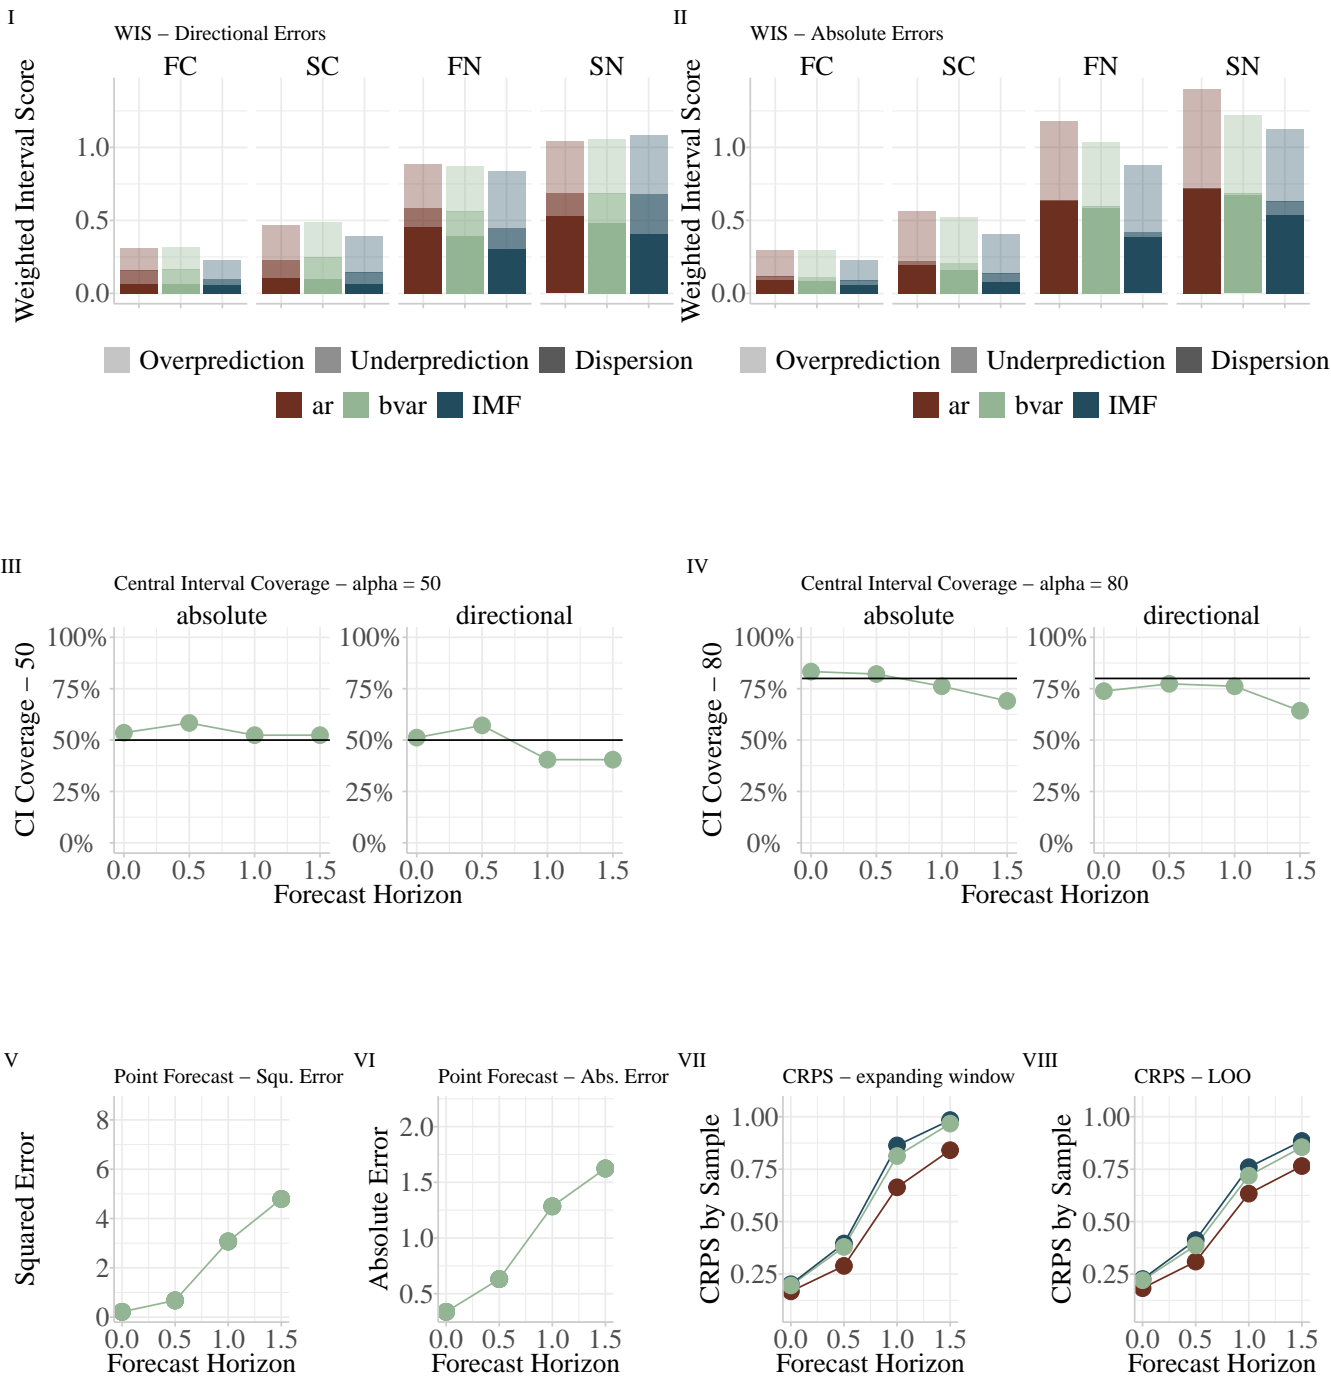 I
WIS – Directional Errors
FC SC FN SN
Weighted Interval Score
1.0
0.5
0.0
Overprediction Underprediction Dispersion
ar bvar IMF
II
WIS – Absolute Errors
FC SC FN SN
Weighted Interval Score
1.0
0.5
0.0
Overprediction Underprediction Dispersion
ar bvar IMF
III
Central Interval Coverage – alpha = 50
absolute directional
CI Coverage – 50
100% 100%
75% 75%
50% 50%
25% 25%
0% 0%
0.0 0.5 1.0 1.5 0.0 0.5 1.0 1.5
Forecast Horizon
IV
Central Interval Coverage – alpha = 80
absolute directional
CI Coverage – 80
100% 100%
75% 75%
50% 50%
25% 25%
0% 0%
0.0 0.5 1.0 1.5 0.0 0.5 1.0 1.5
Forecast Horizon
V
Point Forecast – Squ. Error
Squared Error
8
6
4
2
0
0.0 0.5 1.0 1.5
Forecast Horizon
VI
Point Forecast – Abs. Error
Absolute Error
2.0
1.5
1.0
0.5
0.0 0.5 1.0 1.5
Forecast Horizon
VII
CRPS – expanding window
CRPS by Sample
1.00
0.75
0.50
0.25
0.0 0.5 1.0 1.5
Forecast Horizon
VIII
CRPS – LOO
CRPS by Sample
1.00
0.75
0.50
0.25
0.0 0.5 1.0 1.5
Forecast Horizon